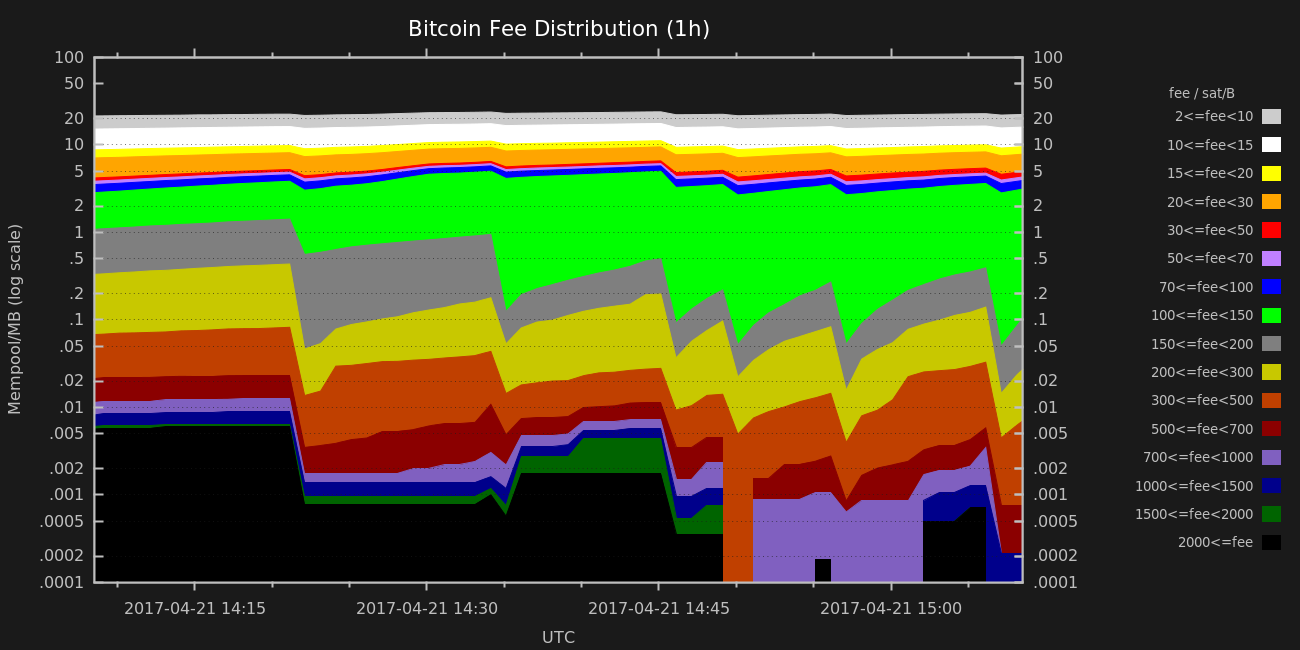 Bitcoin Fee Distribution (1h)
Mempool/MB (log scale)
100
50
20
10
5
2
1
.5
.2
.1
.05
.02
.01
.005
.002
.001
.0005
.0002
.0001
100
50
20
10
5
2
1
.5
.2
.1
.05
.02
.01
.005
.002
.001
.0005
.0002
.0001
2017-04-21 14:15
2017-04-21 14:30
2017-04-21 14:45
2017-04-21 15:00
UTC
fee / sat/B
2<=fee<10
10<=fee<15
15<=fee<20
20<=fee<30
30<=fee<50
50<=fee<70
70<=fee<100
100<=fee<150
150<=fee<200
200<=fee<300
300<=fee<500
500<=fee<700
700<=fee<1000
1000<=fee<1500
1500<=fee<2000
2000<=fee